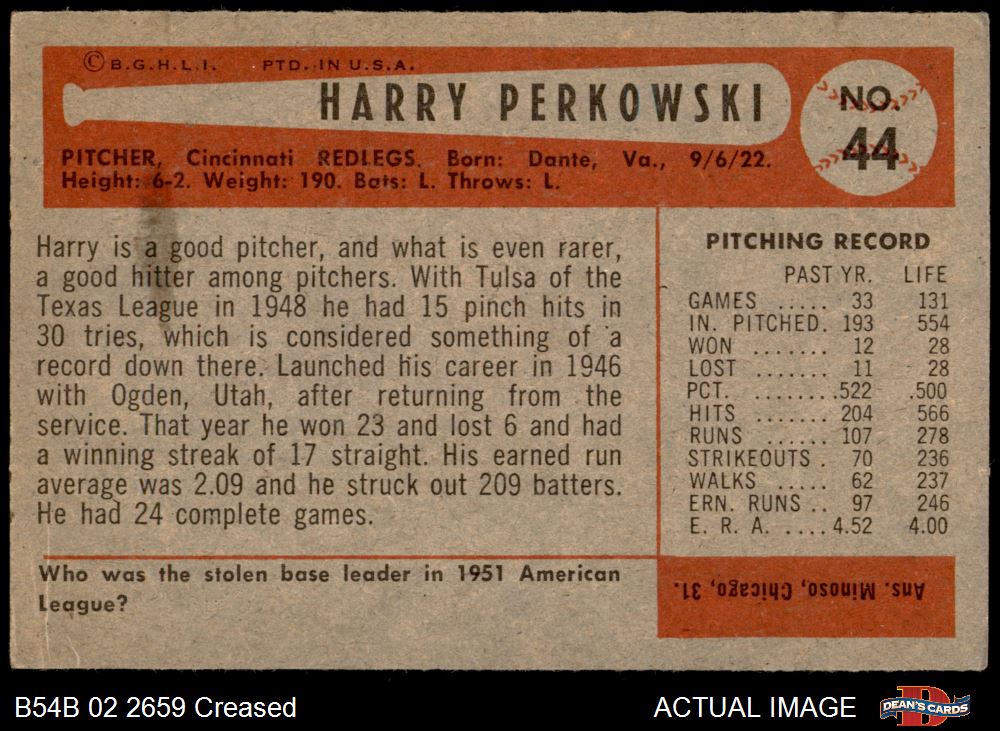 © B.G.H.L.I. PTD. IN U.S.A.
HARRY PERKOWSKI
NO.
44
PITCHER, Cincinnati REDLEGS. Born: Dante, Va., 9/6/22.
Height: 6-2. Weight: 190. Bats: L. Throws: L.
Harry is a good pitcher, and what is even rarer,
a good hitter among pitchers. With Tulsa of the
Texas League in 1948 he had 15 pinch hits in
30 tries, which is considered something of a
record down there. Launched his career in 1946
with Ogden, Utah, after returning from the
service. That year he won 23 and lost 6 and had
a winning streak of 17 straight. His earned run
average was 2.09 and he struck out 209 batters.
He had 24 complete games.
PITCHING RECORD
PAST YR. LIFE
GAMES ..... 33 131
IN. PITCHED. 193 554
WON ....... 12 28
LOST ....... 11 28
PCT. ........ .522 .500
HITS ....... 204 566
RUNS ...... 107 278
STRIKEOUTS . 70 236
WALKS ..... 62 237
ERN. RUNS .. 97 246
E. R. A. .... 4.52 4.00
Who was the stolen base leader in 1951 American
League?
Ans. Minoso, Chicago, 31.
B54B 02 2659 Creased
ACTUAL IMAGE
D
DEAN'S CARDS